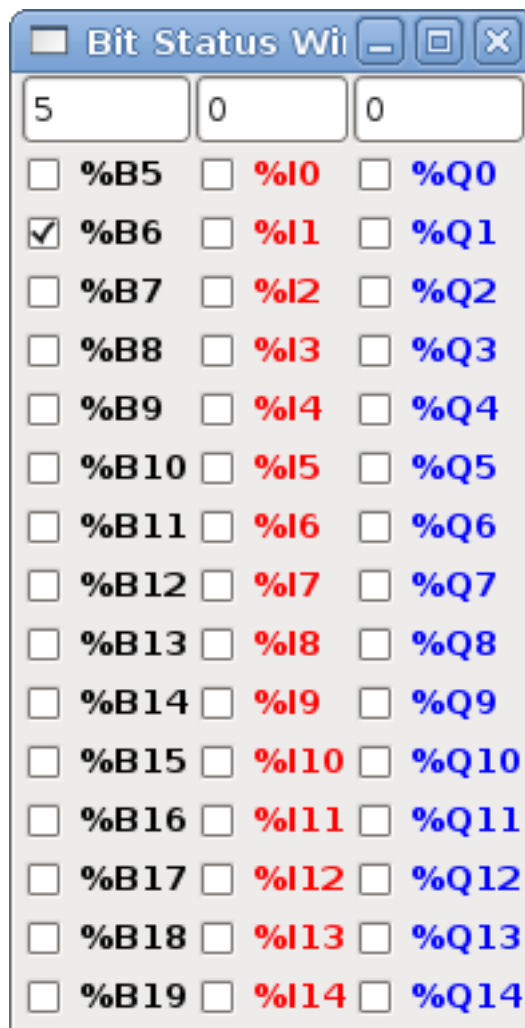 Bit Status Wi
5 0 0
%B5 %I0 %Q0
%B6 %I1 %Q1
%B7 %I2 %Q2
%B8 %I3 %Q3
%B9 %I4 %Q4
%B10 %I5 %Q5
%B11 %I6 %Q6
%B12 %I7 %Q7
%B13 %I8 %Q8
%B14 %I9 %Q9
%B15 %I10 %Q10
%B16 %I11 %Q11
%B17 %I12 %Q12
%B18 %I13 %Q13
%B19 %I14 %Q14